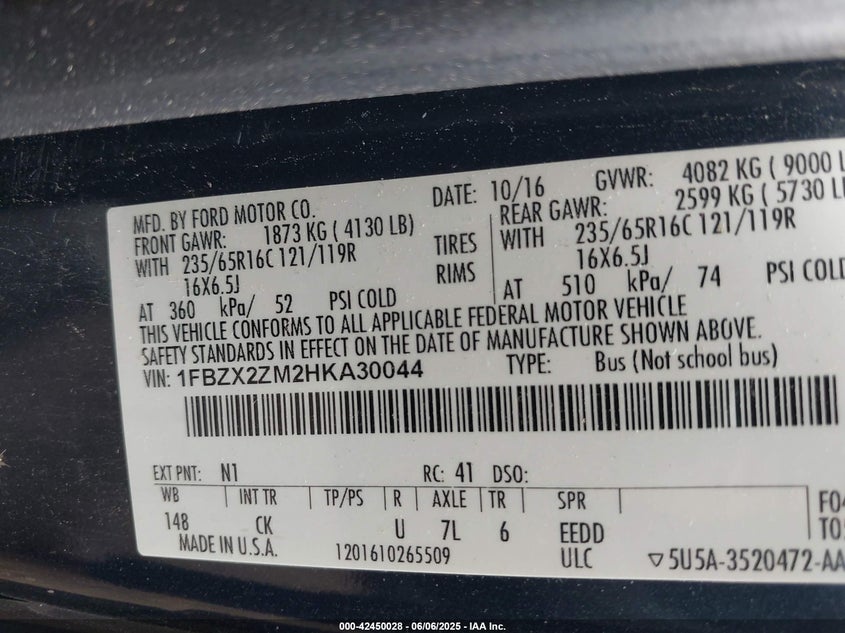 MFD. BY FORD MOTOR CO. DATE: 10/16 GVWR: 4082 KG ( 9000 L
FRONT GAWR: 1873 KG ( 4130 LB) REAR GAWR: 2599 KG ( 5730 L
WITH 235/65R16C 121/119R TIRES WITH 235/65R16C 121/119R
16X6.5J RIMS 16X6.5J
AT 360 kPa/ 52 PSI COLD AT 510 kPa/ 74 PSI COLD
THIS VEHICLE CONFORMS TO ALL APPLICABLE FEDERAL MOTOR VEHICLE
SAFETY STANDARDS IN EFFECT ON THE DATE OF MANUFACTURE SHOWN ABOVE.
VIN: 1FBZX2ZM2HKA30044 TYPE: Bus (Not school bus)
EXT PNT: N1 RC: 41 DSO:
WB INT TR TP/PS R AXLE TR SPR
148 CK U 7L 6 EEDD
F04
T05
MADE IN U.S.A. 1201610265509 ULC ▽5U5A-3520472-AA
000-42450028 - 06/06/2025 - IAA Inc.